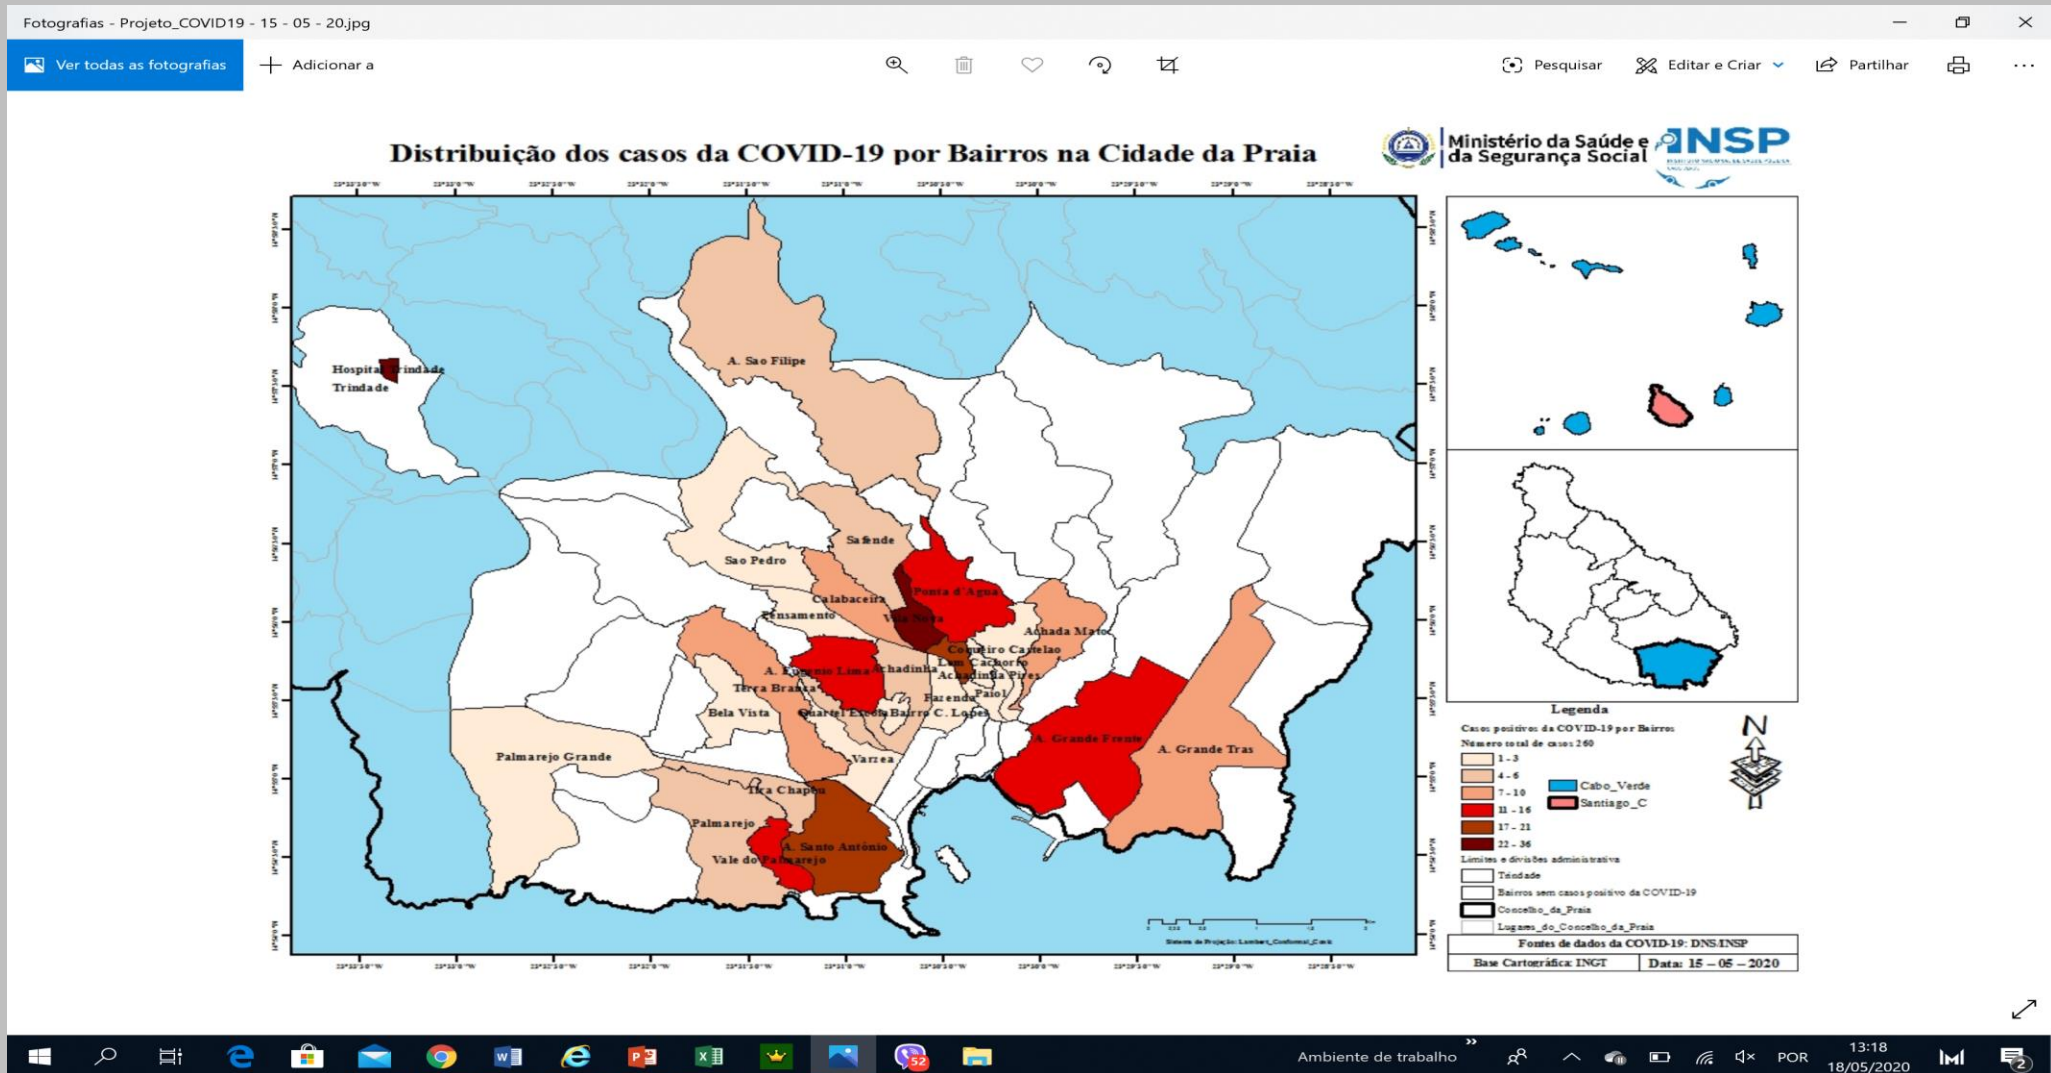 Fotografias - Projeto_COVID19 - 15 - 05 - 20.jpg
Ver todas as fotografias
Adicionar a
Pesquisar
Editar e Criar
Partilhar
Distribuição dos casos da COVID-19 por Bairros na Cidade da Praia
Ministério da Saúde e
da Segurança Social
INSP
A. Sao Filipe
Hospital Trindade
Trindade
Safende
Sao Pedro
Ponta d'Agua
Calabaceira
Pensamento
Vila Nova
Achada Mato
Coqueiro Castelao
Lem Cachorro
A. Eugenio Lima
Achadinha
Achadinha Pires
Terra Branca
Fazenda
Paiol
Bela Vista
Quartel Escola
Bairro C. Lopes
A. Grande Frente
A. Grande Tras
Palmarejo Grande
Varzea
Tira Chapeu
Palmarejo
A. Santo António
Vale do Palmarejo
Sistema de Projeção: Lambert_Conformal_Conic
Legenda
Casos positivos da COVID-19 por Bairros
Número total de casos 260
1 - 3
4 - 6
7 - 10
11 - 16
17 - 21
22 - 36
Cabo_Verde
Santiago_C
N
Limites e divisões administrativa
Trindade
Bairros sem casos positivo da COVID-19
Concelho_da_Praia
Lugares_do_Concelho_da_Praia
Fontes de dados da COVID-19: DNS/INSP
Base Cartográfica: INGT
Data: 15 – 05 – 2020
52
Ambiente de trabalho
POR
13:18
18/05/2020
2